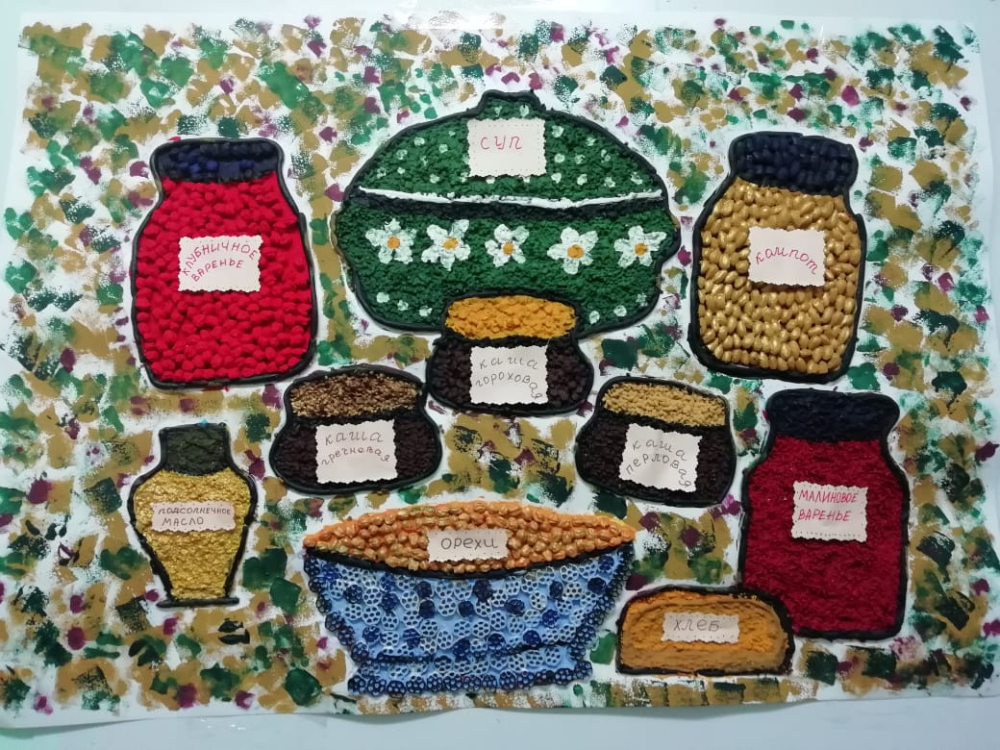 суп
КЛУБНИЧНОЕ
ВАРЕНЬЕ
компот
каша
гороховая
каша
гречневая
каша
перловая
МАЛИНОВОЕ
ВАРЕНЬЕ
ПОДСОЛНЕЧНОЕ
МАСЛО
ОРЕХИ
ХЛЕБ